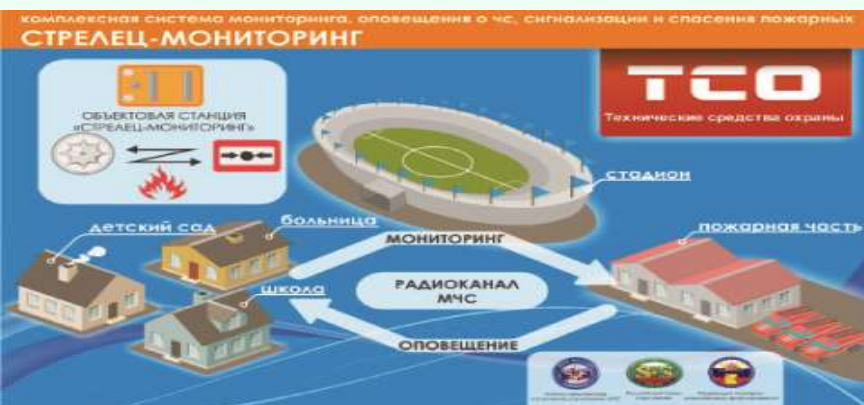 комплексная система мониторинга, оповещения о чс, сигнализации и спасения пожарных
СТРЕЛЕЦ-МОНИТОРИНГ
ТСО
Технические средства охраны
ОБЪЕКТОВАЯ СТАНЦИЯ
«СТРЕЛЕЦ-МОНИТОРИНГ»
стадион
детский сад
больница
пожарная часть
МОНИТОРИНГ
школа
РАДИОКАНАЛ
МЧС
ОПОВЕЩЕНИЕ